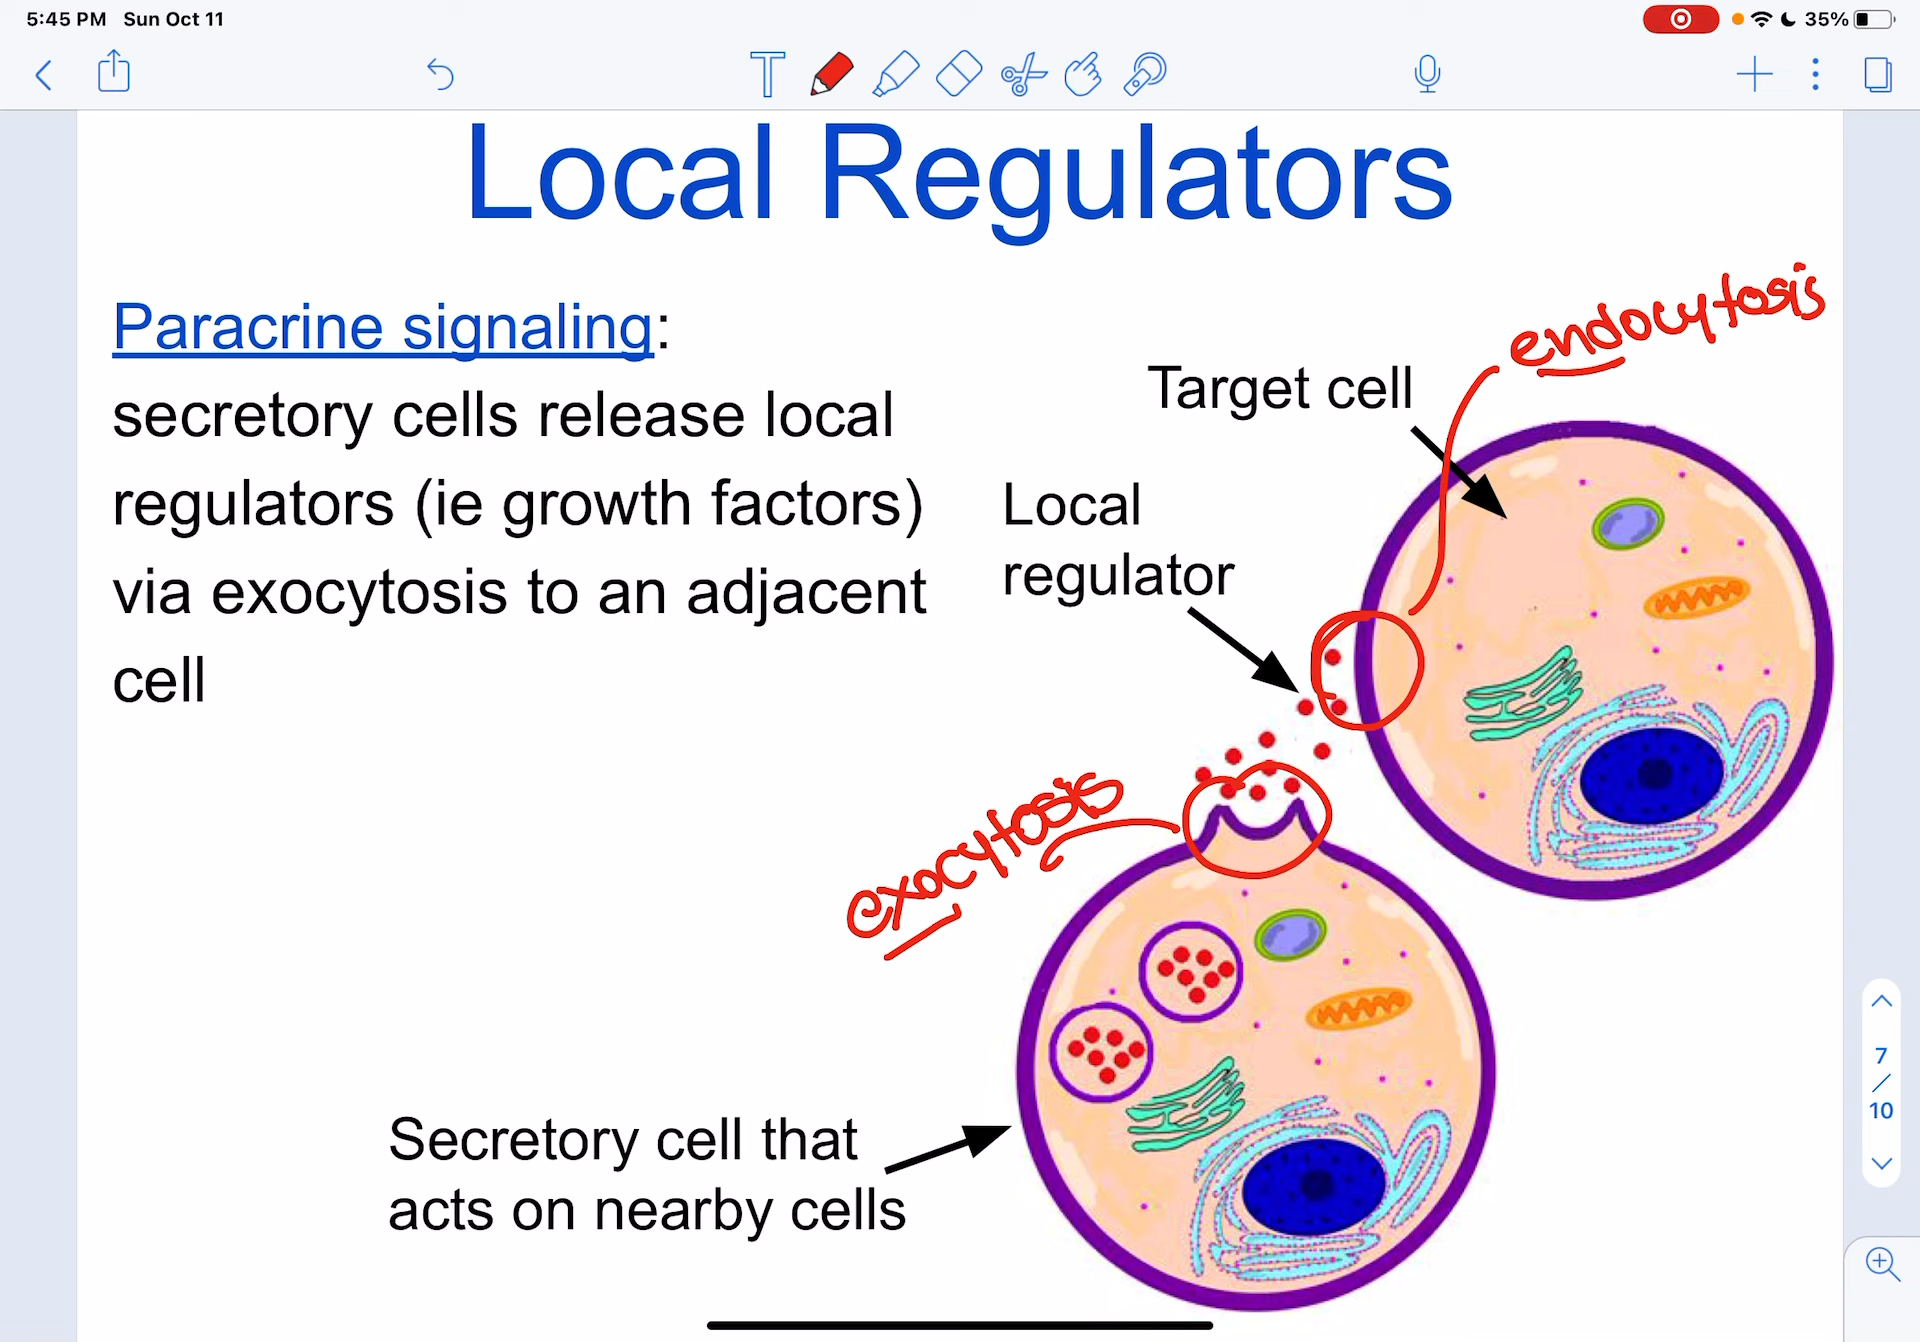 5:45 PM Sun Oct 11
35%
T
Local Regulators
Paracrine signaling:
secretory cells release local
regulators (ie growth factors)
via exocytosis to an adjacent
cell
endocytosis
Target cell
Local
regulator
exocytosis
Secretory cell that
acts on nearby cells
7
/
10